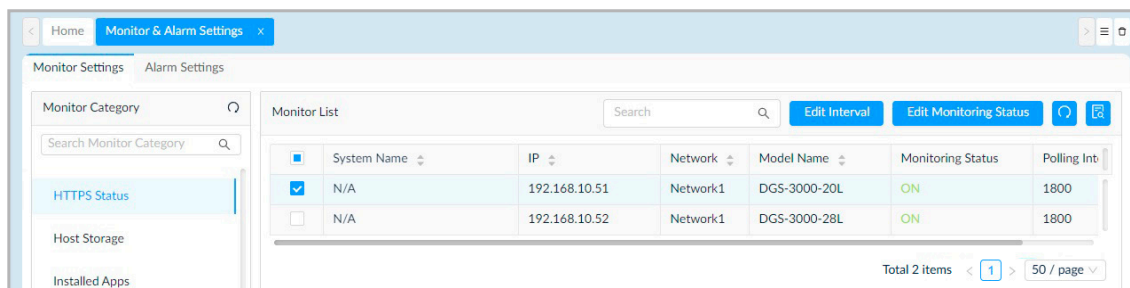 Home Monitor & Alarm Settings x
Monitor Settings Alarm Settings
Monitor Category
Search Monitor Category
HTTPS Status
Host Storage
Installed Apps
Monitor List Search Edit Interval Edit Monitoring Status
System Name IP Network Model Name Monitoring Status Polling Int
N/A 192.168.10.51 Network1 DGS-3000-20L ON 1800
N/A 192.168.10.52 Network1 DGS-3000-28L ON 1800
Total 2 items < 1 > 50 / page